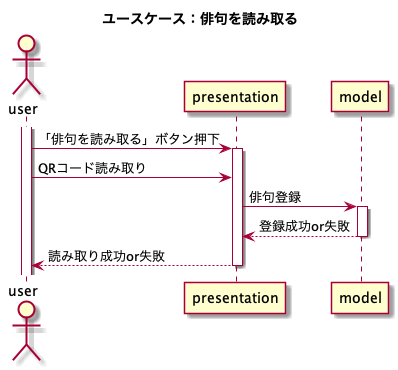 ユースケース：俳句を読み取る
user
presentation
model
「俳句を読み取る」ボタン押下
QRコード読み取り
俳句登録
登録成功or失敗
読み取り成功or失敗
user
presentation
model